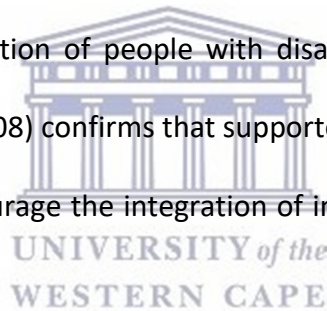 tion of people with disa
08) confirms that supporte
urage the integration of in
UNIVERSITY of the
WESTERN CAPE